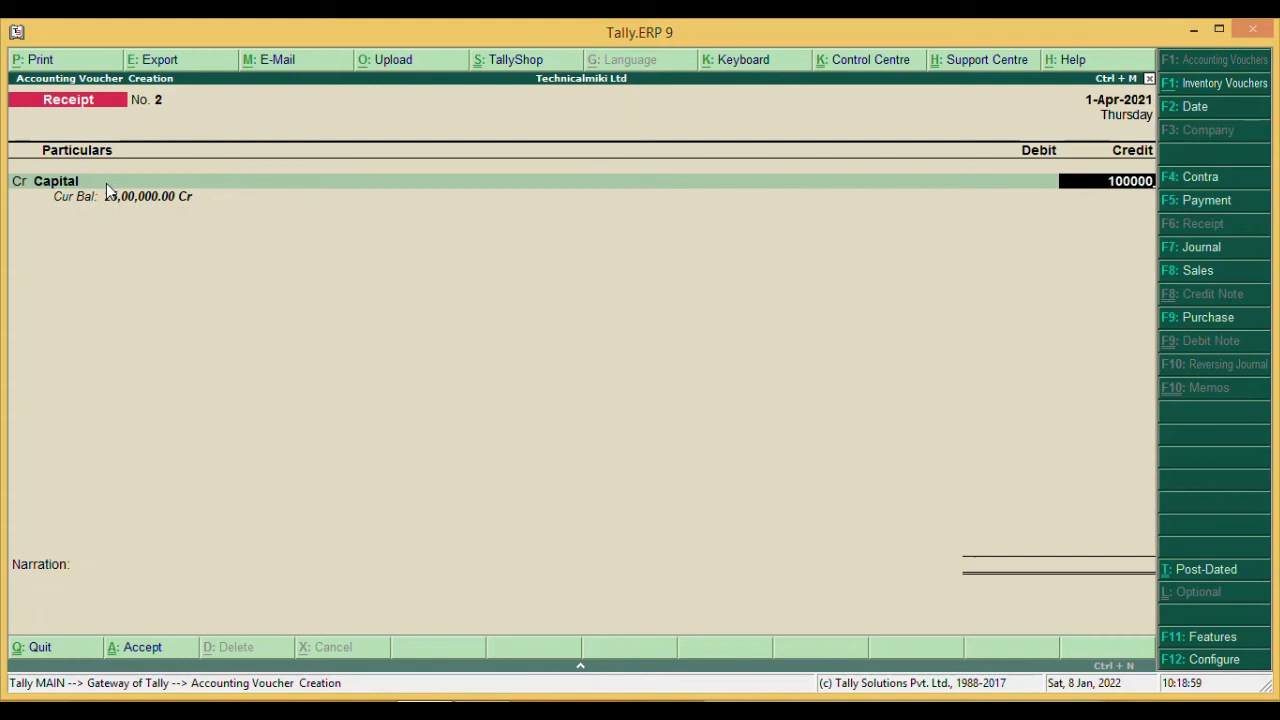 Tally.ERP 9
P: Print E: Export M: E-Mail O: Upload S: TallyShop G: Language K: Keyboard K: Control Centre H: Support Centre H: Help
Accounting Voucher Creation Technicalmiki Ltd Ctrl + M
Receipt No. 2 1-Apr-2021
Thursday
Particulars Debit Credit
Cr Capital 100000
Cur Bal: ,00,000.00 Cr
Narration:
Q: Quit A: Accept D: Delete X: Cancel
Ctrl + N
Tally MAIN --> Gateway of Tally --> Accounting Voucher Creation (c) Tally Solutions Pvt. Ltd., 1988-2017 Sat, 8 Jan, 2022 10:18:59
F1: Accounting Vouchers
F1: Inventory Vouchers
F2: Date
F3: Company
F4: Contra
F5: Payment
F6: Receipt
F7: Journal
F8: Sales
F8: Credit Note
F9: Purchase
F9: Debit Note
F10: Reversing Journal
F10: Memos
T: Post-Dated
L: Optional
F11: Features
F12: Configure